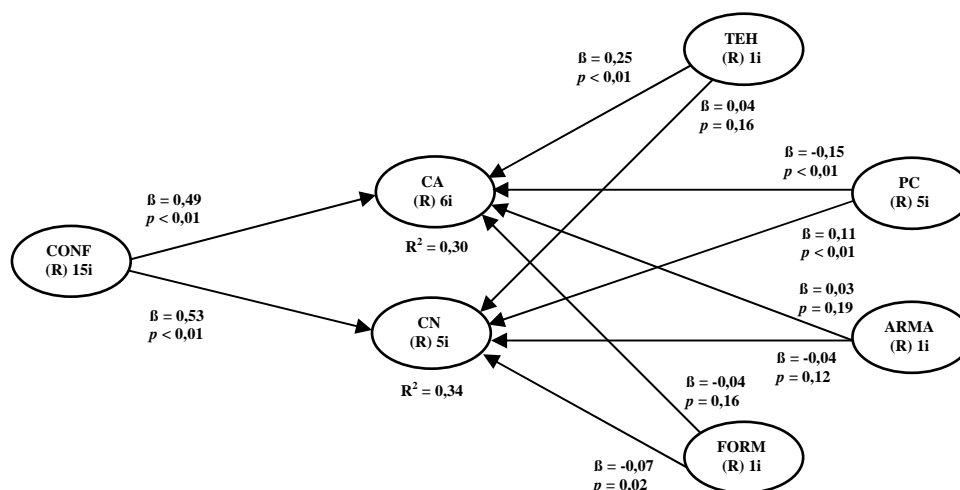 TEH
(R) 1i
ß = 0,25
p < 0,01
ß = 0,04
p = 0,16
CA
(R) 6i
R² = 0,30
ß = -0,15
p < 0,01
PC
(R) 5i
ß = 0,49
p < 0,01
CONF
(R) 15i
ß = 0,11
p < 0,01
ß = 0,53
p < 0,01
CN
(R) 5i
R² = 0,34
ß = 0,03
p = 0,19
ARMA
(R) 1i
ß = -0,04
p = 0,12
ß = -0,04
p = 0,16
FORM
(R) 1i
ß = -0,07
p = 0,02